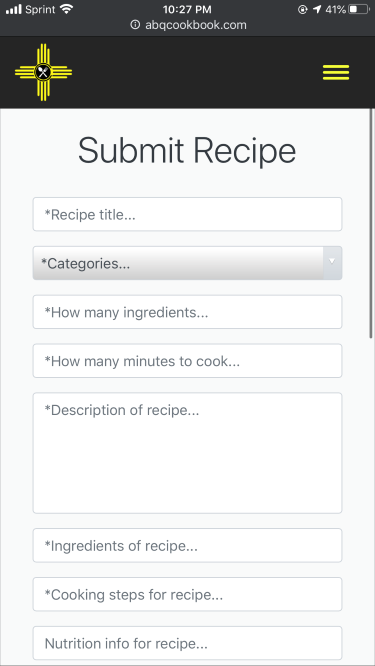 Sprint 10:27 PM 41%
abqcookbook.com
Submit Recipe
*Recipe title...
*Categories...
*How many ingredients...
*How many minutes to cook...
*Description of recipe...
*Ingredients of recipe...
*Cooking steps for recipe...
Nutrition info for recipe...